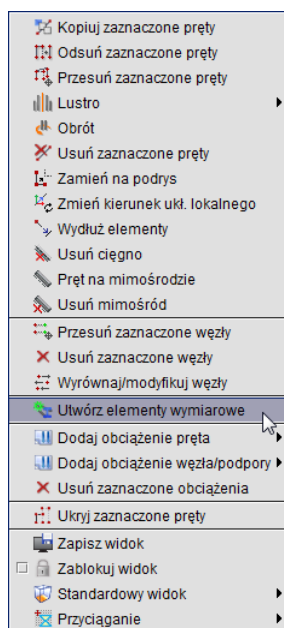 Kopiuj zaznaczone pręty
Odsuń zaznaczone pręty
Przesuń zaznaczone pręty
Lustro
Obrót
Usuń zaznaczone pręty
Zamień na podrys
Zmień kierunek ukł. lokalnego
Wydłuż elementy
Usuń cięgno
Pręt na mimośrodzie
Usuń mimośród
Przesuń zaznaczone węzły
Usuń zaznaczone węzły
Wyrównaj/modyfikuj węzły
Utwórz elementy wymiarowe
Dodaj obciążenie pręta
Dodaj obciążenie węzła/podpory
Usuń zaznaczone obciążenia
Ukryj zaznaczone pręty
Zapisz widok
Zablokuj widok
Standardowy widok
Przyciąganie